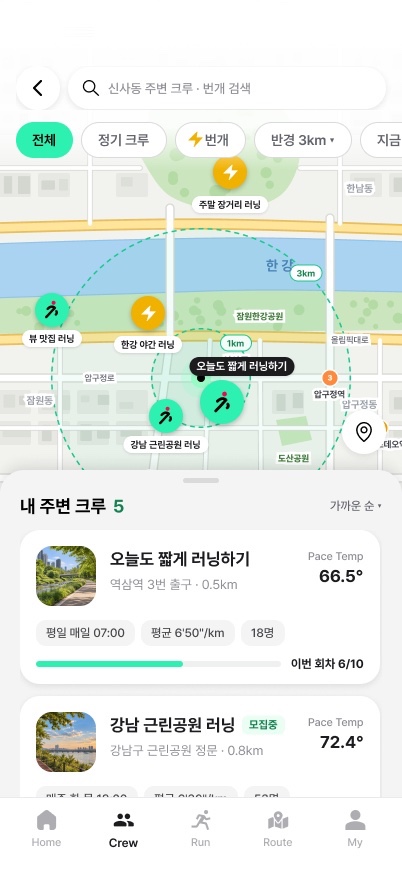 신사동 주변 크루 · 번개 검색
전체
정기 크루
번개
반경 3km
지금
한남동
주말 장거리 러닝
한강
3km
뷰 맛집 러닝
한강 야간 러닝
잠원한강공원
1km
올림픽대로
오늘도 짧게 러닝하기
압구정로
3
압구정역
잠원동
압구정동
강남 근린공원 러닝
도산공원
내 주변 크루 5
가까운 순
오늘도 짧게 러닝하기
Pace Temp
역삼역 3번 출구 · 0.5km
66.5°
평일 매일 07:00
평균 6'50"/km
18명
이번 회차 6/10
강남 근린공원 러닝
모집중
Pace Temp
강남구 근린공원 정문 · 0.8km
72.4°
Home
Crew
Run
Route
My